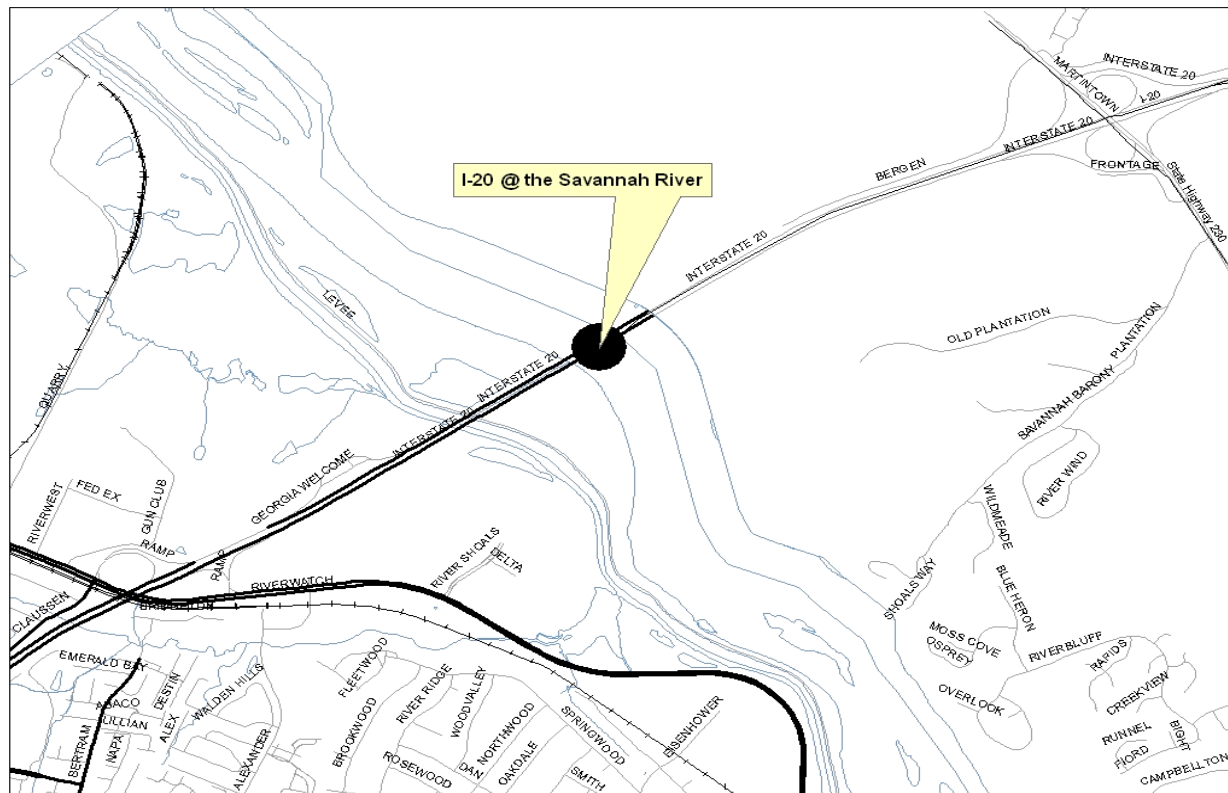 INTERSTATE 20
MARTINTOWN
I-20
INTERSTATE 20
BERGEN
FRONTAGE
State Highway 230
I-20 @ the Savannah River
INTERSTATE 20
LEVEE
OLD PLANTATION
PLANTATION
SAVANNAH BARONY
QUARRY
INTERSTATE 20
INTERSTATE 20
RIVER WIND
GEORGIA WELCOME
FED EX
GUN CLUB
RIVERWEST
WILDMEADE
RAMP
RAMP
RIVER SHOALS
DELTA
RIVERWATCH
CLAUSSEN
SHOALS WAY
BLUE HERON
MOSS COVE
OSPREY
RIVERBLUFF
RAPIDS
EMERALD BAY
FLEETWOOD
DESTIN
WALDEN HILLS
RIVER RIDGE
WOODVALLEY
OVERLOOK
CREEKVIEW
ABACO
LILLIAN
ALEX
NAPA
BERTRAM
ALEXANDER
BROOKWOOD
NORTHWOOD
SPRINGWOOD
EISENHOWER
RUNNEL
BIGHT
FIORD
ROSEWOOD
DAN
OAKDALE
SMITH
CAMPBELLTON